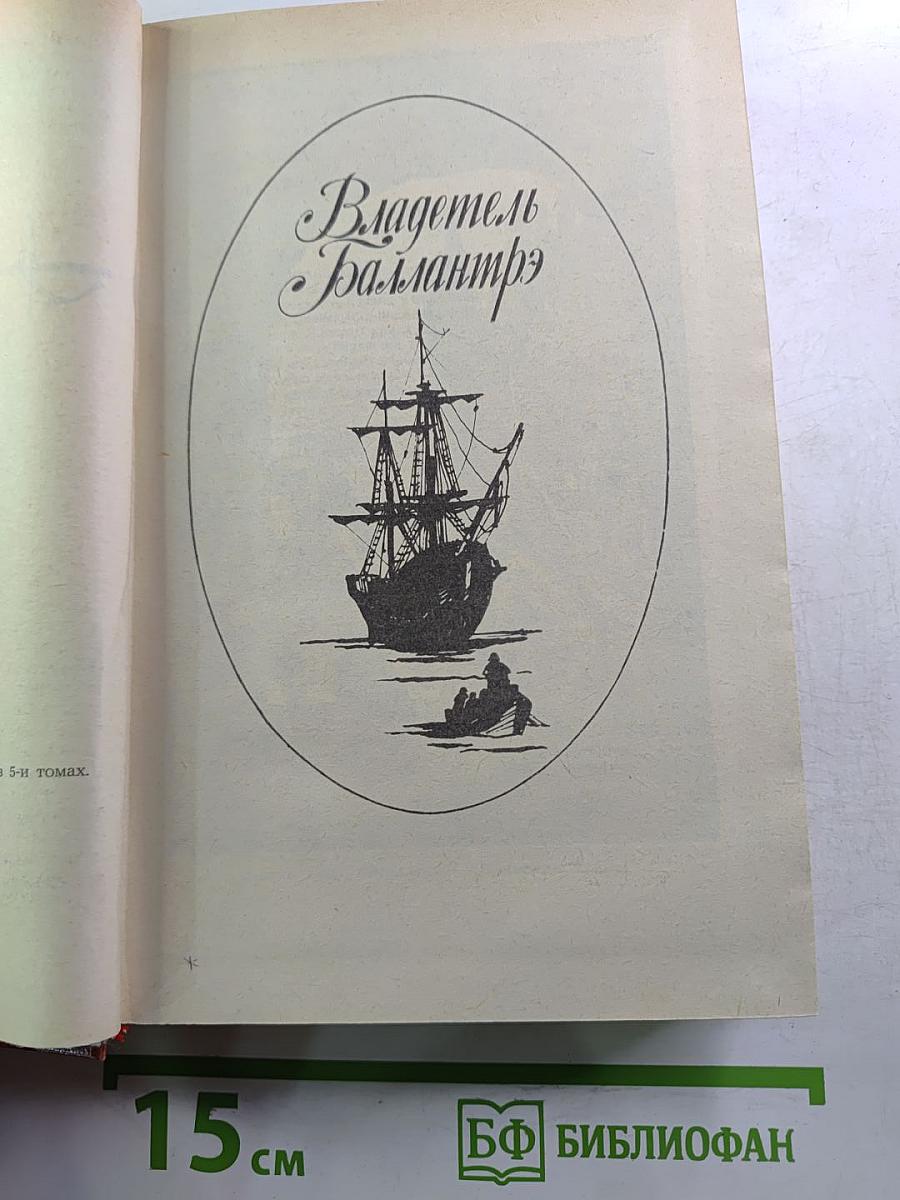 Владетель
Баллантрэ
в 5-и томах.
15 см
БФ БИБЛИОФАН